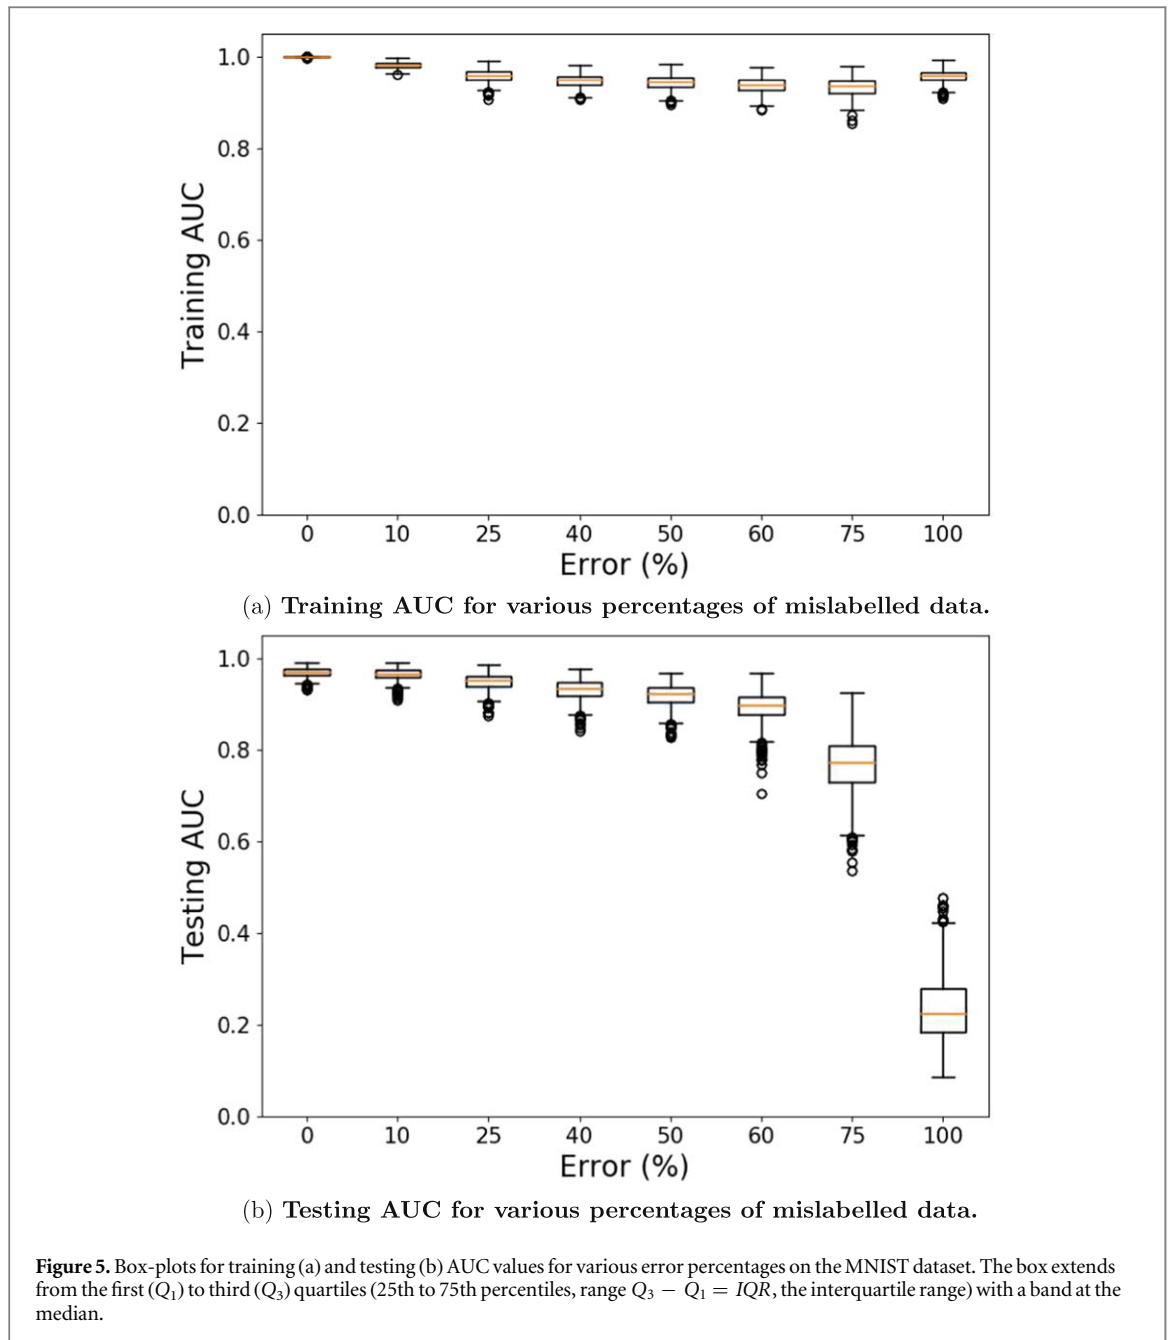 1.0
0.8
0.6
0.4
0.2
0.0
Training AUC
0 10 25 40 50 60 75 100
Error (%)
(a) Training AUC for various percentages of mislabelled data.
1.0
0.8
0.6
0.4
0.2
0.0
Testing AUC
0 10 25 40 50 60 75 100
Error (%)
(b) Testing AUC for various percentages of mislabelled data.
Figure 5. Box-plots for training (a) and testing (b) AUC values for various error percentages on the MNIST dataset. The box extends
from the first (Q₁) to third (Q₃) quartiles (25th to 75th percentiles, range Q₃ − Q₁ = IQR, the interquartile range) with a band at the
median.